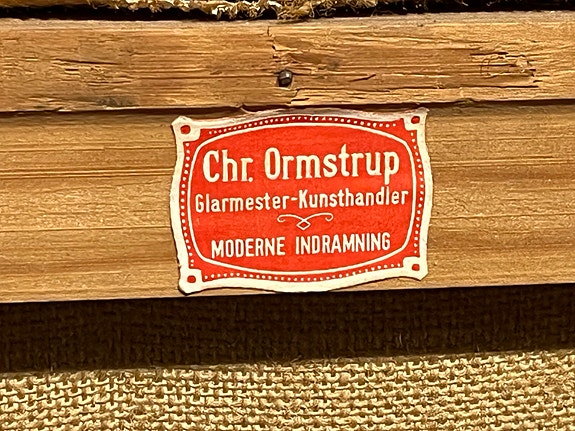 Chr. Ormstrup
Glarmester-Kunsthandler
MODERNE INDRAMNING